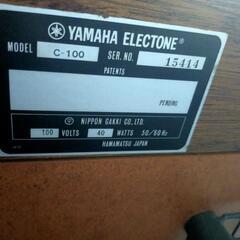 YAMAHA ELECTONE®
MODEL C-100 SER. NO. 15414
PATENTS
PENDING
NIPPON GAKKI CO., LTD.
100 VOLTS 40 WATTS 50/60Hz
HAMAMATSU JAPAN